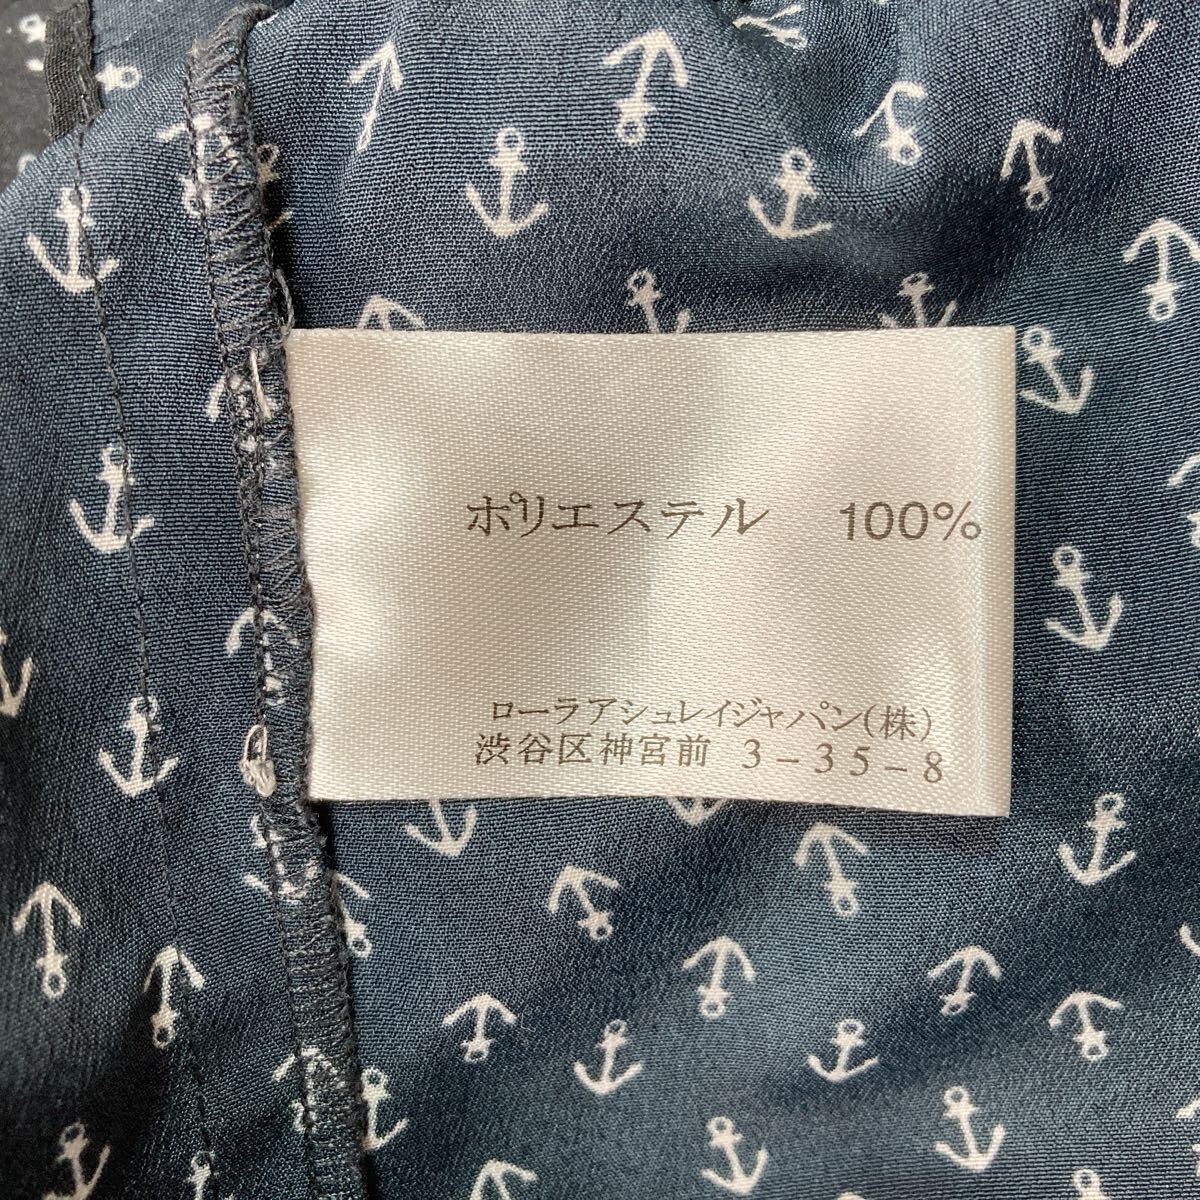 ポリエステル 100%
ローラアシュレイジャパン(株)
渋谷区神宮前 3-35-8